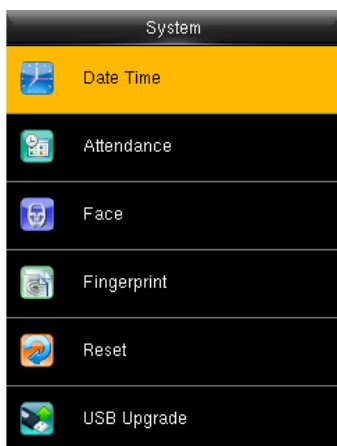 System
Date Time
Attendance
Face
Fingerprint
Reset
USB Upgrade